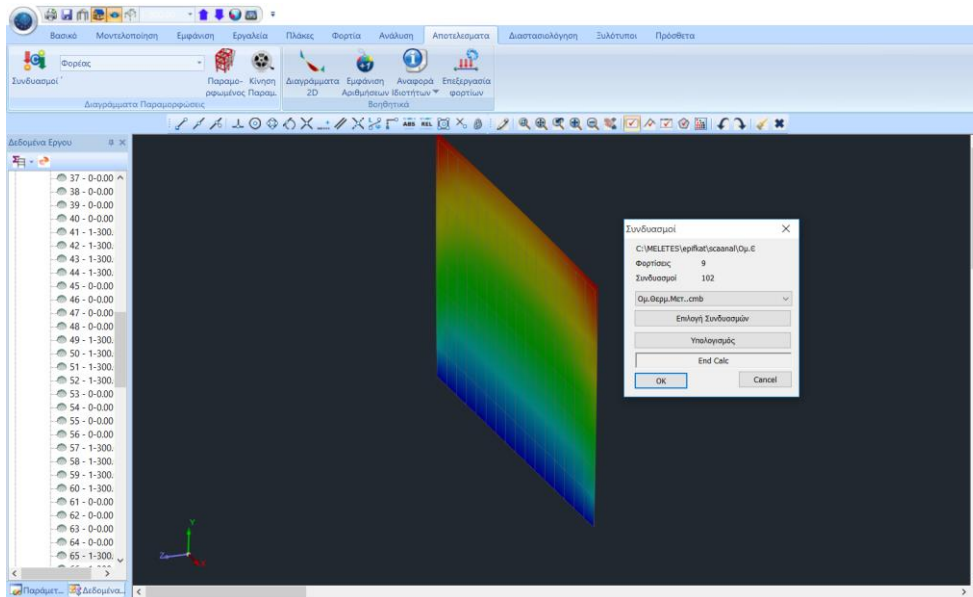 Βασικό Μοντελοποίηση Εμφάνιση Εργαλεία Πλάκες Φορτία Ανάλυση Αποτελεσματα Διαστασιολόγηση Ξυλότυποι Πρόσθετα
Φορέας
Συνδυασμοί
Παραμο-ρφωμένος
Κίνηση Παραμ.
Διαγράμματα 2D
Εμφάνιση Αριθμήσεων
Αναφορά Ιδιοτήτων
Επεξεργασία φορτίων
Διαγράμματα Παραμορφώσεις
Βοηθητικά
ABS REL
Δεδομένα Εργου
37 - 0-0.00
38 - 0-0.00
39 - 0-0.00
40 - 0-0.00
41 - 1-300.
42 - 1-300.
43 - 1-300.
44 - 1-300.
45 - 0-0.00
46 - 0-0.00
47 - 0-0.00
48 - 0-0.00
49 - 1-300.
50 - 1-300.
51 - 1-300.
52 - 1-300.
53 - 0-0.00
54 - 0-0.00
55 - 0-0.00
56 - 0-0.00
57 - 1-300.
58 - 1-300.
59 - 1-300.
60 - 1-300.
61 - 0-0.00
62 - 0-0.00
63 - 0-0.00
64 - 0-0.00
65 - 1-300.
Παράμετ... Δεδομένα...
Y
Z
X
Συνδυασμοί
C:\MELETES\epifkat\scaanal\Ομ.Θ
Φορτίσεις 9
Συνδυασμοί 102
Ομ.Θερμ.Μετ..cmb
Επιλογή Συνδυασμών
Υπολογισμός
End Calc
OK Cancel